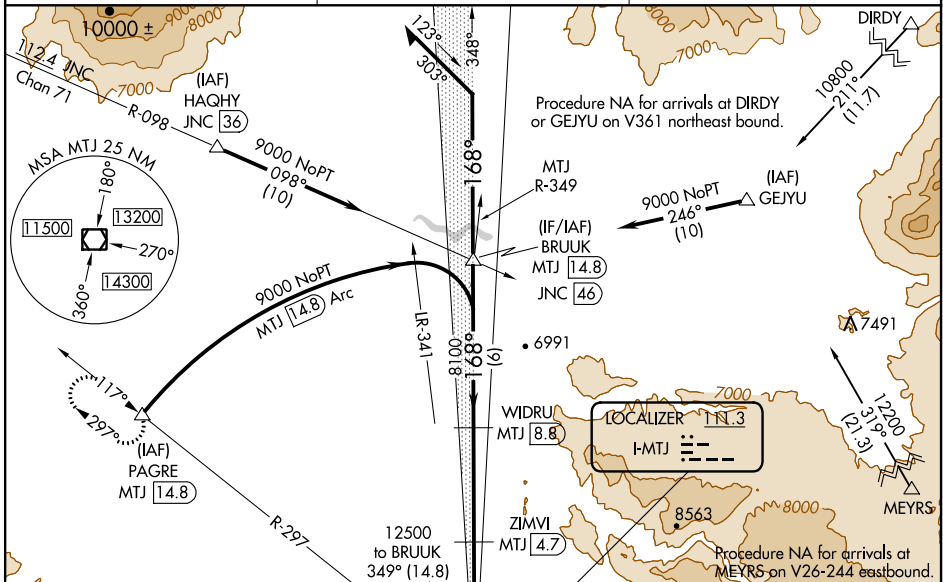 10000 ±
9000
8000
7000
112.4 JNC
Chan 71
R-098
(IAF)
HAQHY
JNC 36
9000 NoPT
098°
(10)
123°
303°
348°
168°
7000
8000
DIRDY
10800
211°
(11.7)
Procedure NA for arrivals at DIRDY
or GEJYU on V361 northeast bound.
MTJ
R-349
(IAF)
GEJYU
9000 NoPT
246°
(10)
(IF/IAF)
BRUUK
MTJ 14.8
JNC 46
MSA MTJ 25 NM
180°
11500
13200
270°
14300
360°
9000 NoPT
MTJ 14.8 Arc
LR-341
8100
168°
(6)
6991
7491
117°
297°
(IAF)
PAGRE
MTJ 14.8
R-297
WIDRU
MTJ 8.8
7000
LOCALIZER 111.3
I-MTJ
12200
319°
(21.3)
MEYRS
8563
8000
ZIMVI
MTJ 4.7
12500
to BRUUK
349° (14.8)
Procedure NA for arrivals at
MEYRS on V26-244 eastbound.